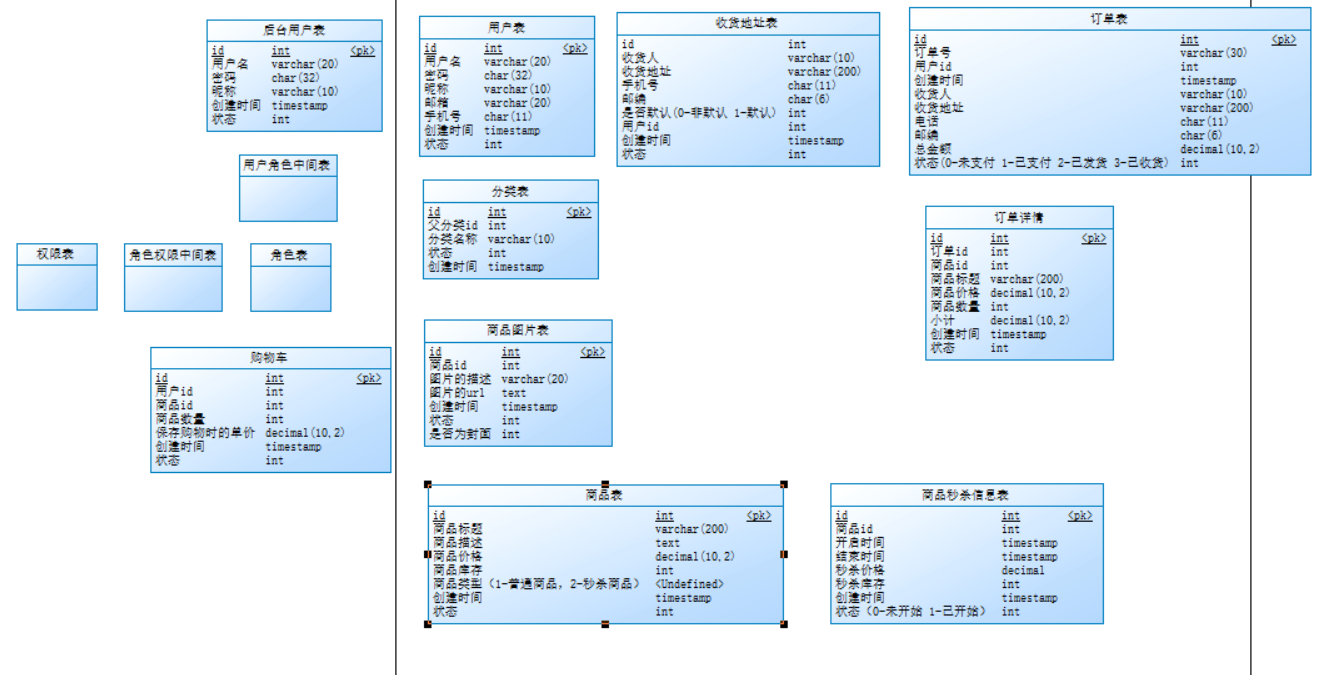 后台用户表
id int <pk>
用户名 varchar(20)
密码 char(32)
昵称 varchar(10)
创建时间 timestamp
状态 int
用户角色中间表
权限表
角色权限中间表
角色表
购物车
id int <pk>
用户id int
商品id int
商品数量 int
保存购物时的单价 decimal(10,2)
创建时间 timestamp
状态 int
用户表
id int <pk>
用户名 varchar(20)
密码 char(32)
昵称 varchar(10)
邮箱 varchar(20)
手机号 char(11)
创建时间 timestamp
状态 int
收货地址表
id int
收货人 varchar(10)
收货地址 varchar(200)
手机号 char(11)
邮编 char(6)
是否默认(0-非默认 1-默认) int
用户id int
创建时间 timestamp
状态 int
分类表
id int <pk>
父分类id int
分类名称 varchar(10)
状态 int
创建时间 timestamp
商品图片表
id int <pk>
商品id int
图片的描述 varchar(20)
图片的url text
创建时间 timestamp
状态 int
是否为封面 int
商品表
id int <pk>
商品标题 varchar(200)
商品描述 text
商品价格 decimal(10,2)
商品库存 int
商品类型（1-普通商品，2-秒杀商品） <Undefined>
创建时间 timestamp
状态 int
订单表
id int <pk>
订单号 varchar(30)
用户id int
创建时间 timestamp
收货人 varchar(10)
收货地址 varchar(200)
电话 char(11)
邮编 char(6)
总金额 decimal(10,2)
状态(0-未支付 1-已支付 2-已发货 3-已收货) int
订单详情
id int <pk>
订单id int
商品id int
商品标题 varchar(200)
商品价格 decimal(10,2)
商品数量 int
小计 decimal(10,2)
创建时间 timestamp
状态 int
商品秒杀信息表
id int <pk>
商品id int
开启时间 timestamp
结束时间 timestamp
秒杀价格 decimal
秒杀库存 int
创建时间 timestamp
状态（0-未开始 1-已开始） int